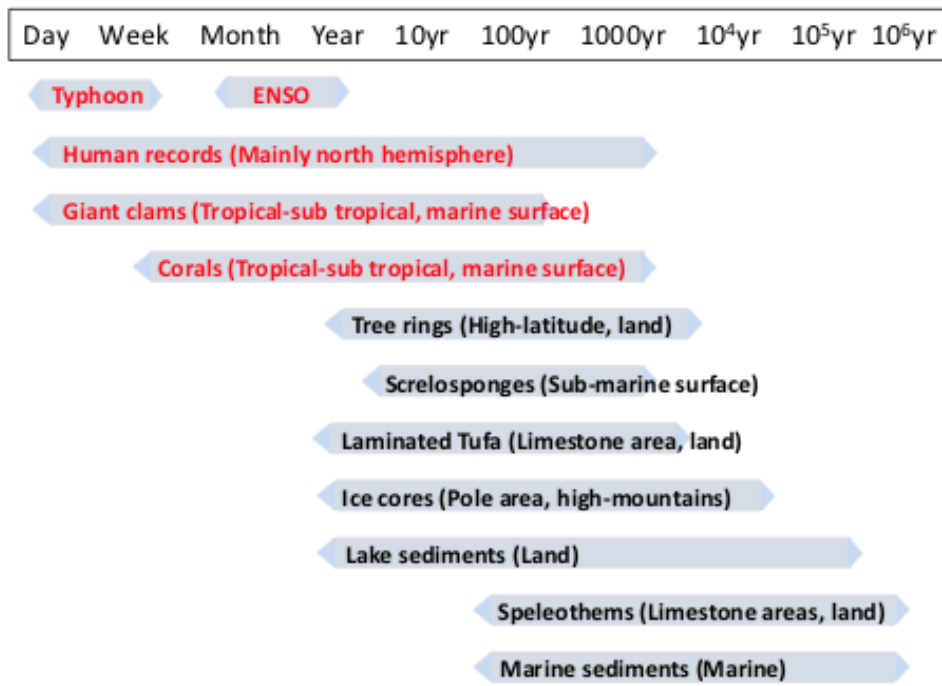 Day Week Month Year 10yr 100yr 1000yr 10⁴yr 10⁵yr 10⁶yr
Typhoon ENSO
Human records (Mainly north hemisphere)
Giant clams (Tropical-sub tropical, marine surface)
Corals (Tropical-sub tropical, marine surface)
Tree rings (High-latitude, land)
Screlosponges (Sub-marine surface)
Laminated Tufa (Limestone area, land)
Ice cores (Pole area, high-mountains)
Lake sediments (Land)
Speleothems (Limestone areas, land)
Marine sediments (Marine)